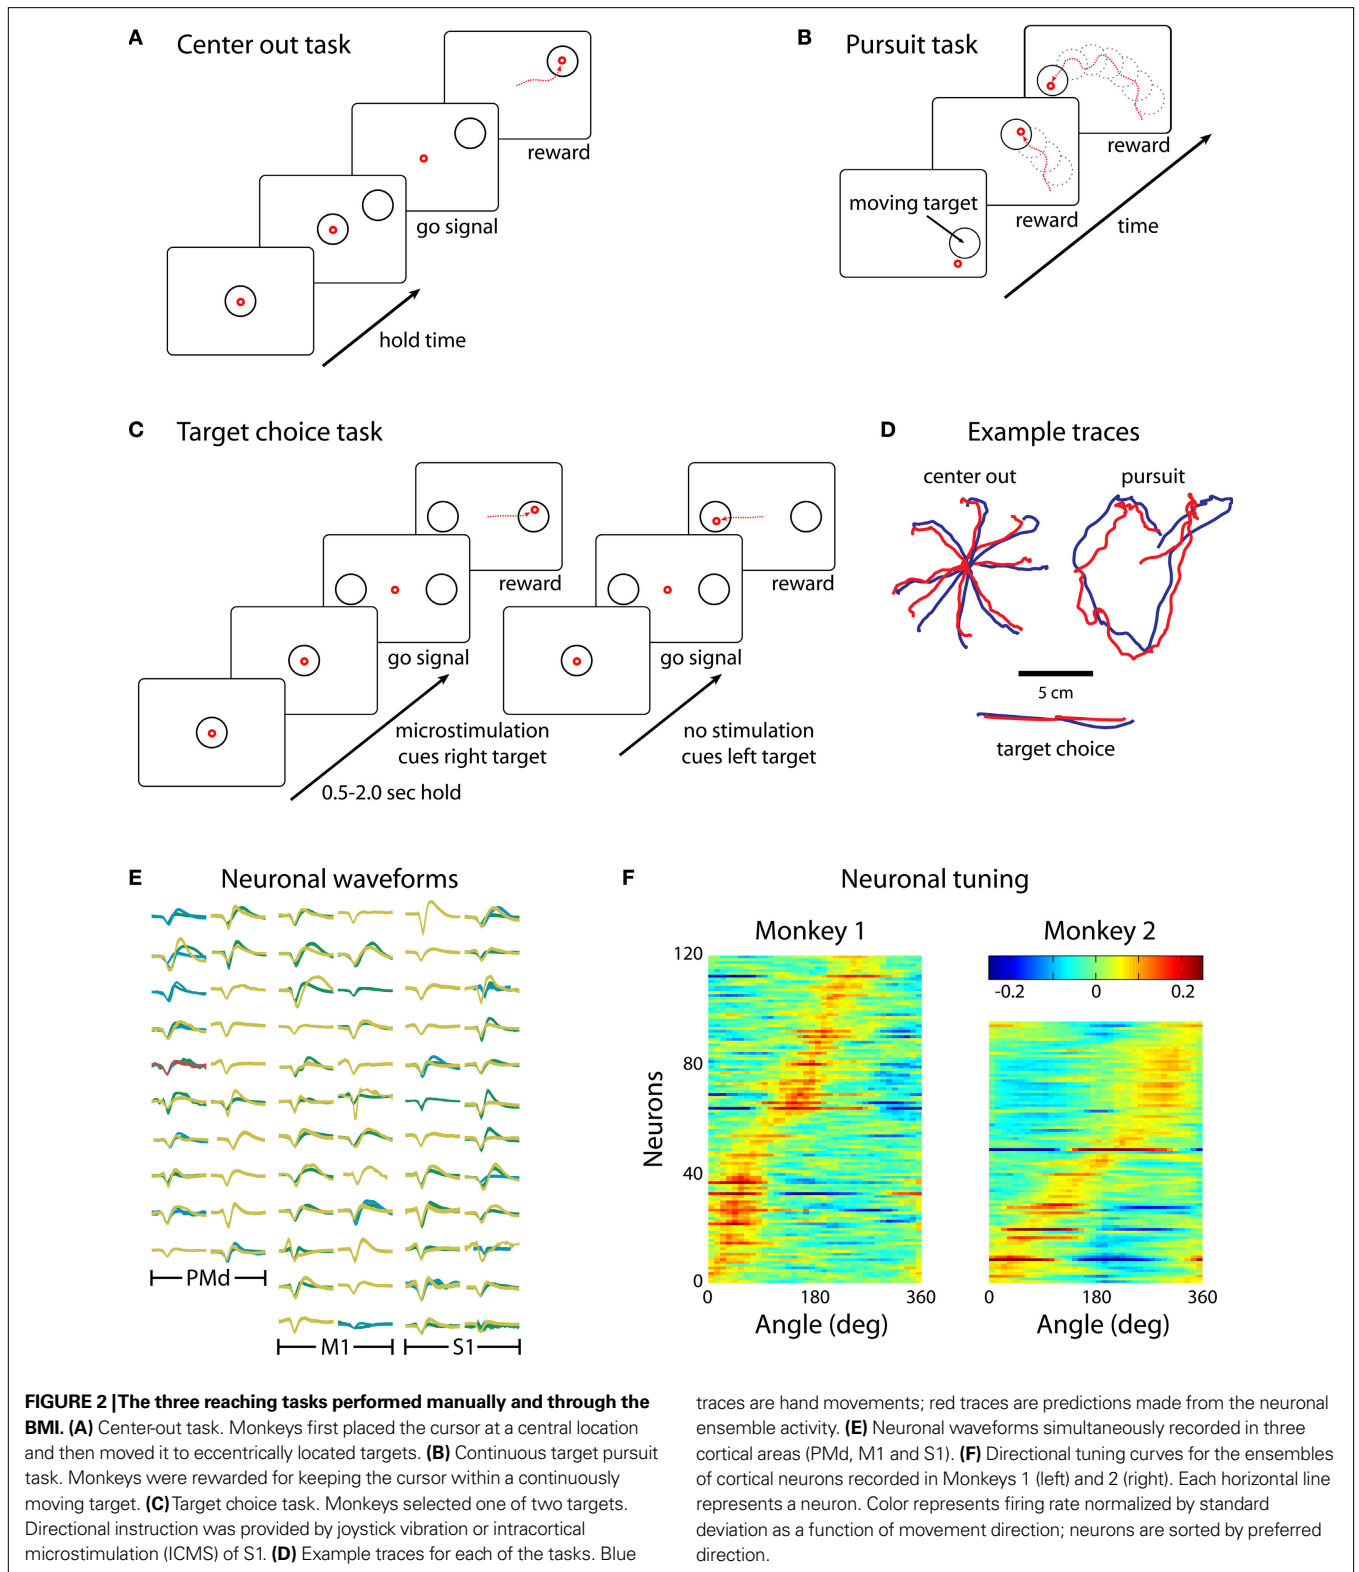 A
Center out task
reward
go signal
hold time
B
Pursuit task
reward
moving target
reward
time
C
Target choice task
reward
go signal
microstimulation
cues right target
0.5-2.0 sec hold
reward
go signal
no stimulation
cues left target
D
Example traces
center out
pursuit
5 cm
target choice
E
Neuronal waveforms
PMd
M1
S1
F
Neuronal tuning
Monkey 1
Monkey 2
120
80
40
0
Neurons
-0.2
0
0.2
0
180
360
0
180
360
Angle (deg)
Angle (deg)
FIGURE 2 | The three reaching tasks performed manually and through the
BMI. (A) Center-out task. Monkeys first placed the cursor at a central location
and then moved it to eccentrically located targets. (B) Continuous target pursuit
task. Monkeys were rewarded for keeping the cursor within a continuously
moving target. (C) Target choice task. Monkeys selected one of two targets.
Directional instruction was provided by joystick vibration or intracortical
microstimulation (ICMS) of S1. (D) Example traces for each of the tasks. Blue
traces are hand movements; red traces are predictions made from the neuronal
ensemble activity. (E) Neuronal waveforms simultaneously recorded in three
cortical areas (PMd, M1 and S1). (F) Directional tuning curves for the ensembles
of cortical neurons recorded in Monkeys 1 (left) and 2 (right). Each horizontal line
represents a neuron. Color represents firing rate normalized by standard
deviation as a function of movement direction; neurons are sorted by preferred
direction.